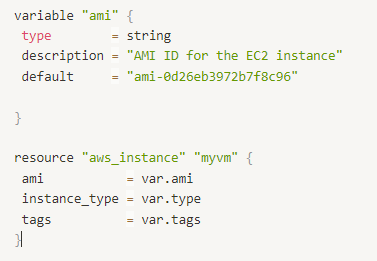 variable "ami" {
type = string
description = "AMI ID for the EC2 instance"
default = "ami-0d26eb3972b7f8c96"
}
resource "aws_instance" "myvm" {
ami = var.ami
instance_type = var.type
tags = var.tags
}